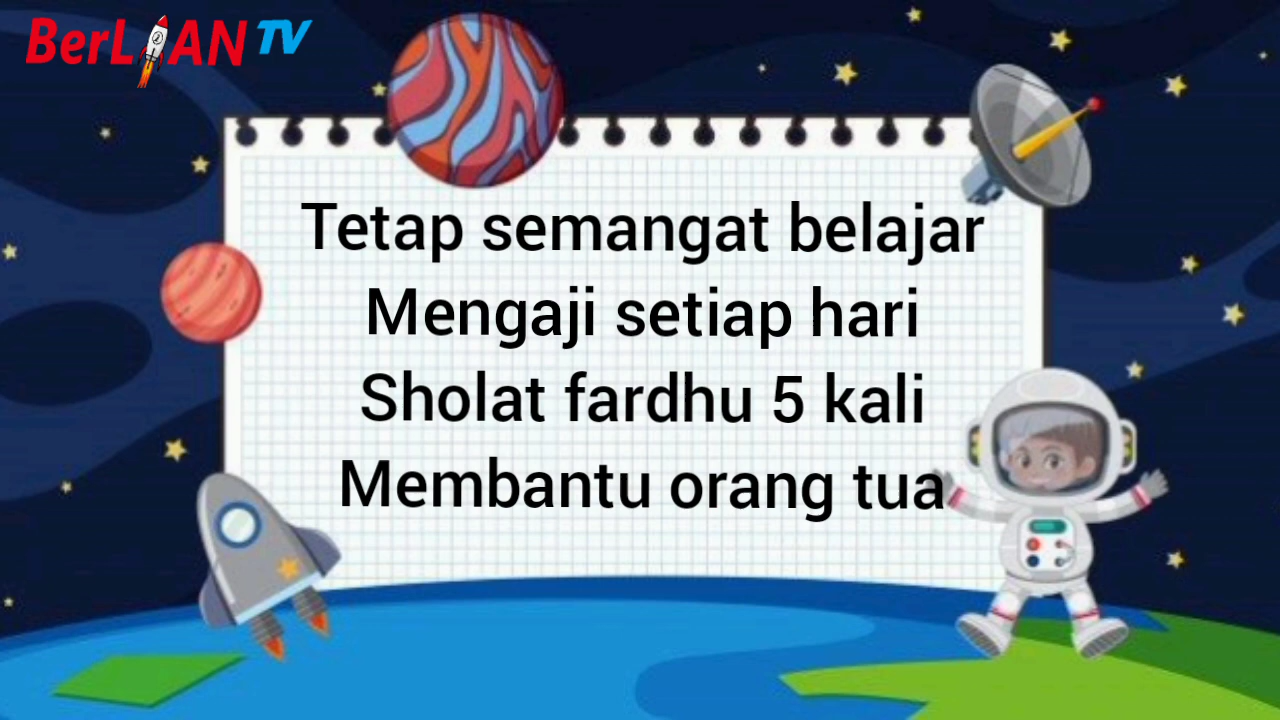 BerLIAN TV
Tetap semangat belajar
Mengaji setiap hari
Sholat fardhu 5 kali
Membantu orang tua